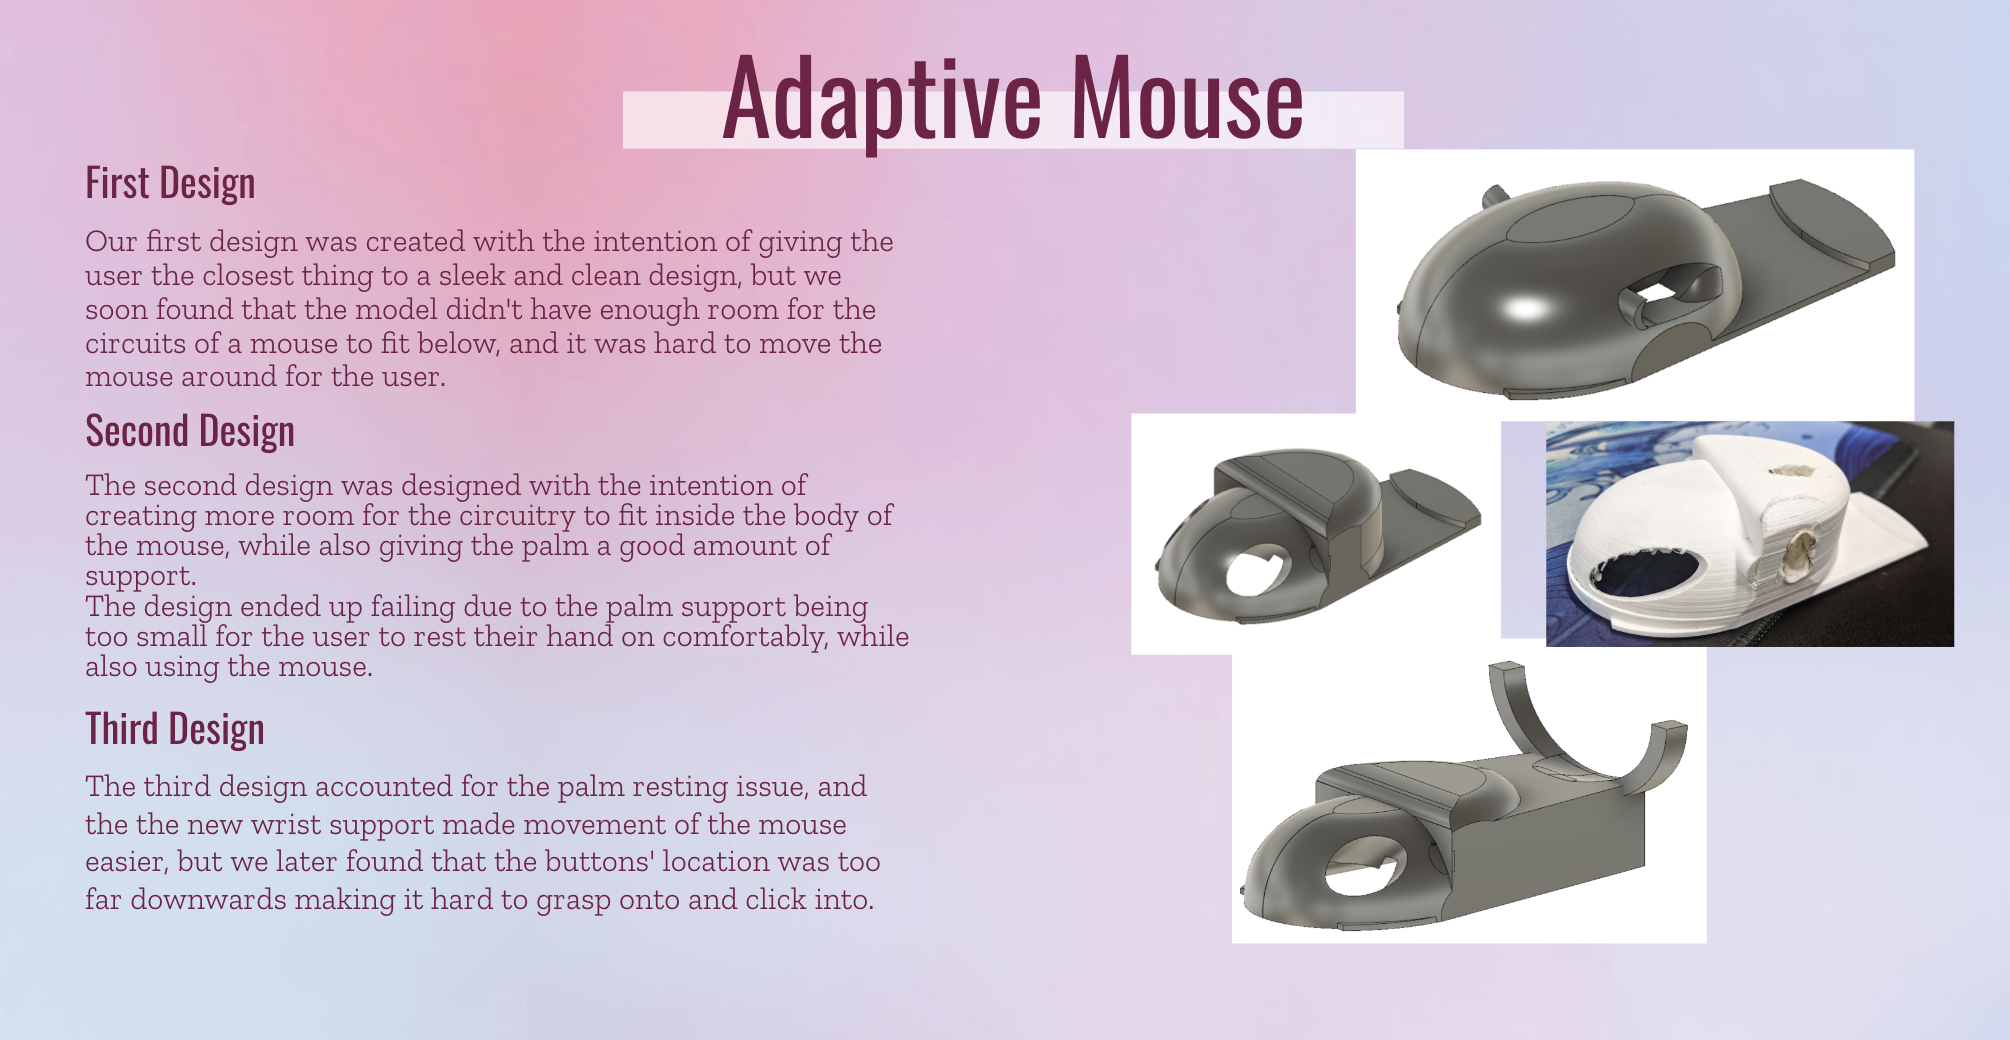 Adaptive Mouse
First Design
Our first design was created with the intention of giving the
user the closest thing to a sleek and clean design, but we
soon found that the model didn't have enough room for the
circuits of a mouse to fit below, and it was hard to move the
mouse around for the user.
Second Design
The second design was designed with the intention of
creating more room for the circuitry to fit inside the body of
the mouse, while also giving the palm a good amount of
support.
The design ended up failing due to the palm support being
too small for the user to rest their hand on comfortably, while
also using the mouse.
Third Design
The third design accounted for the palm resting issue, and
the the new wrist support made movement of the mouse
easier, but we later found that the buttons' location was too
far downwards making it hard to grasp onto and click into.